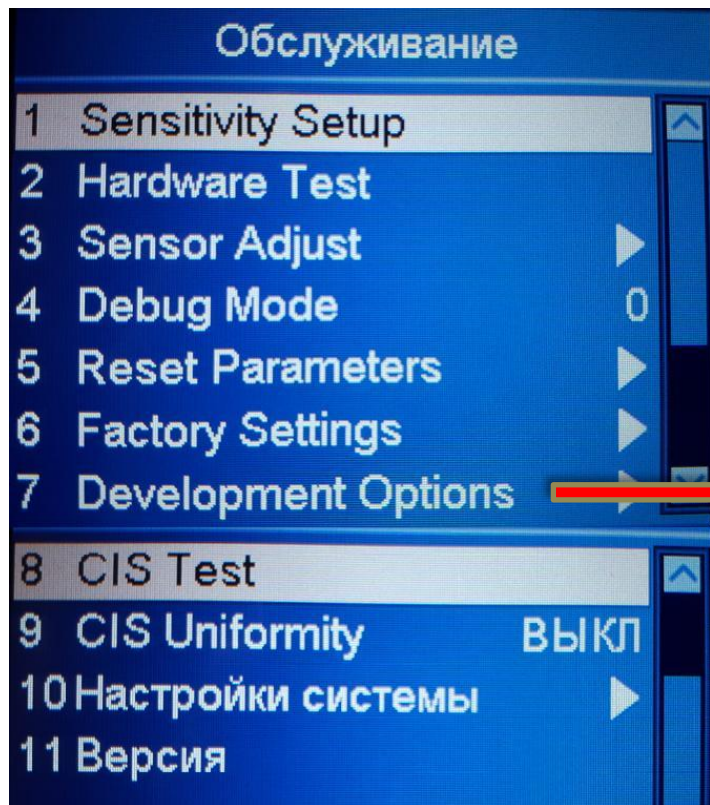 Обслуживание
1 Sensitivity Setup
2 Hardware Test
3 Sensor Adjust
4 Debug Mode 0
5 Reset Parameters
6 Factory Settings
7 Development Options
8 CIS Test
9 CIS Uniformity ВЫКЛ
10 Настройки системы
11 Версия